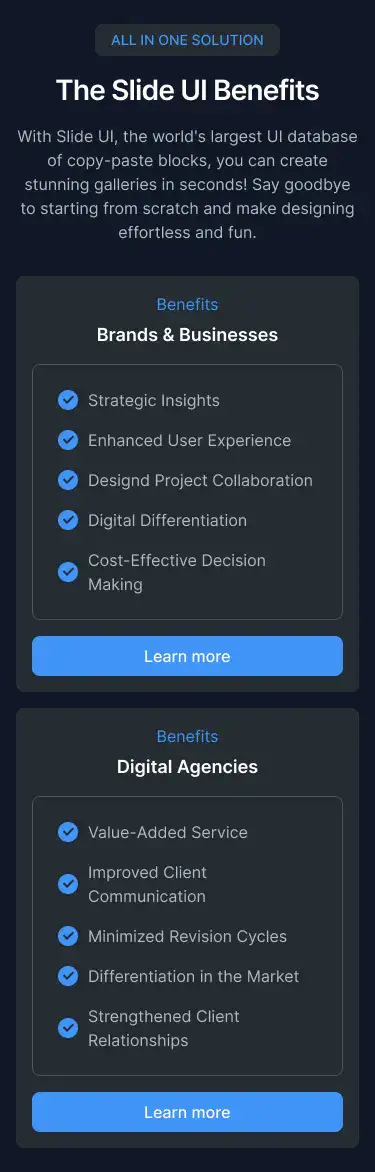 ALL IN ONE SOLUTION
The Slide UI Benefits
With Slide UI, the world's largest UI database
of copy-paste blocks, you can create
stunning galleries in seconds! Say goodbye
to starting from scratch and make designing
effortless and fun.
Benefits
Brands & Businesses
Strategic Insights
Enhanced User Experience
Designd Project Collaboration
Digital Differentiation
Cost-Effective Decision
Making
Learn more
Benefits
Digital Agencies
Value-Added Service
Improved Client
Communication
Minimized Revision Cycles
Differentiation in the Market
Strengthened Client
Relationships
Learn more